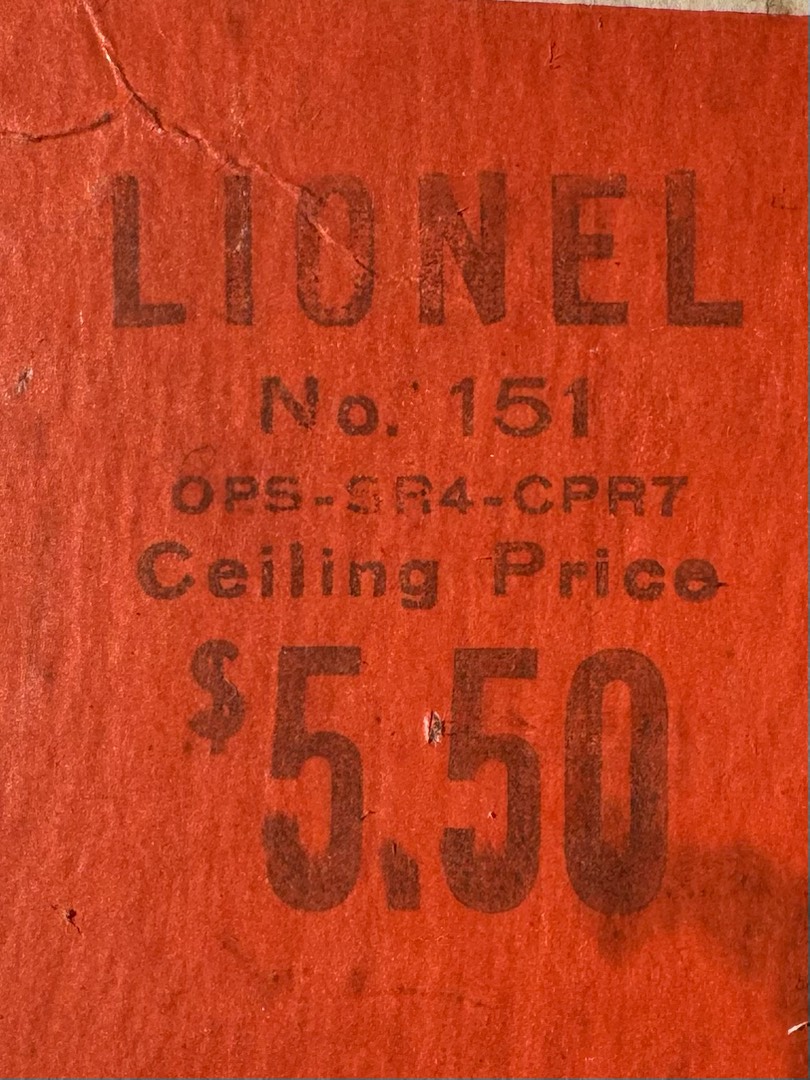 LIONEL
No. 151
OPS-SR4-CPR7
Ceiling Price
$5.50